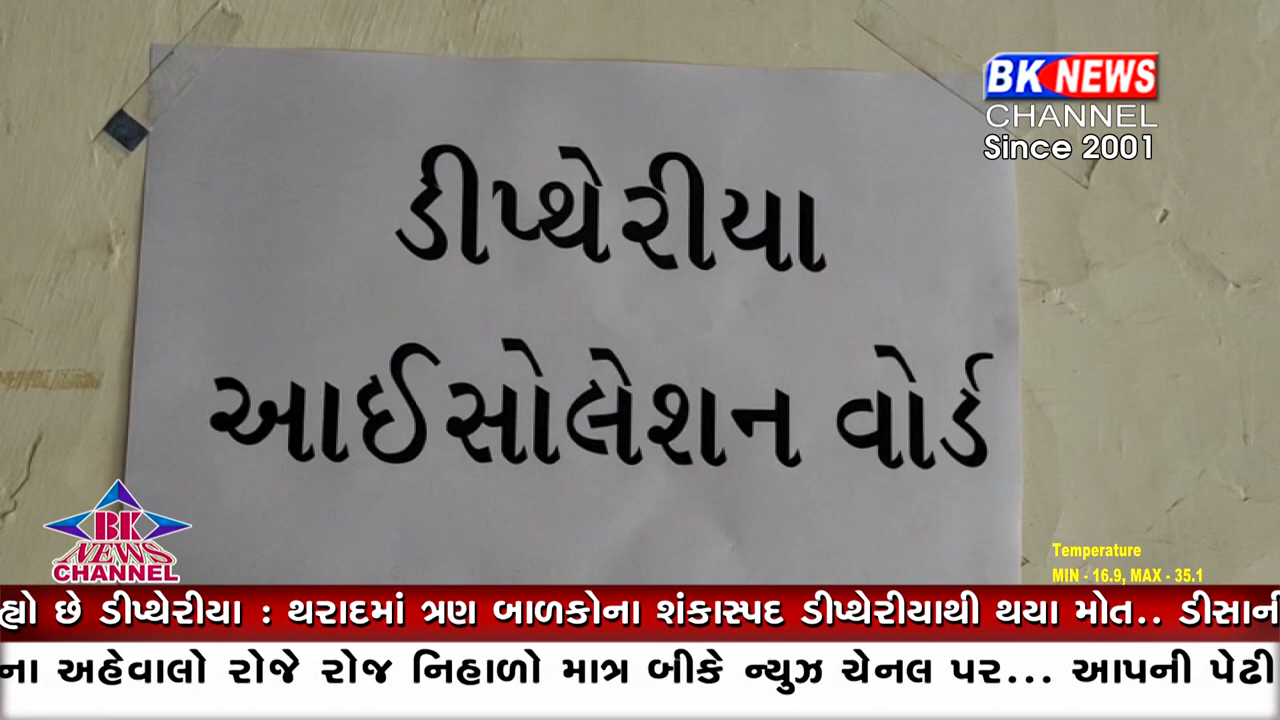 BK NEWS
CHANNEL
Since 2001
ડીપ્થેરીયા
આઈસોલેશન વોર્ડ
BK
NEWS
CHANNEL
Temperature
MIN - 16.9, MAX - 35.1
હ્યો છે ડીપ્થેરીયા : થરાદમાં ત્રણ બાળકોના શંકાસ્પદ ડીપ્થેરીયાથી થયા મોત.. ડીસાની
ના અહેવાલો રોજે રોજ નિહાળો માત્ર બીકે ન્યુઝ ચેનલ પર... આપની પેઢી